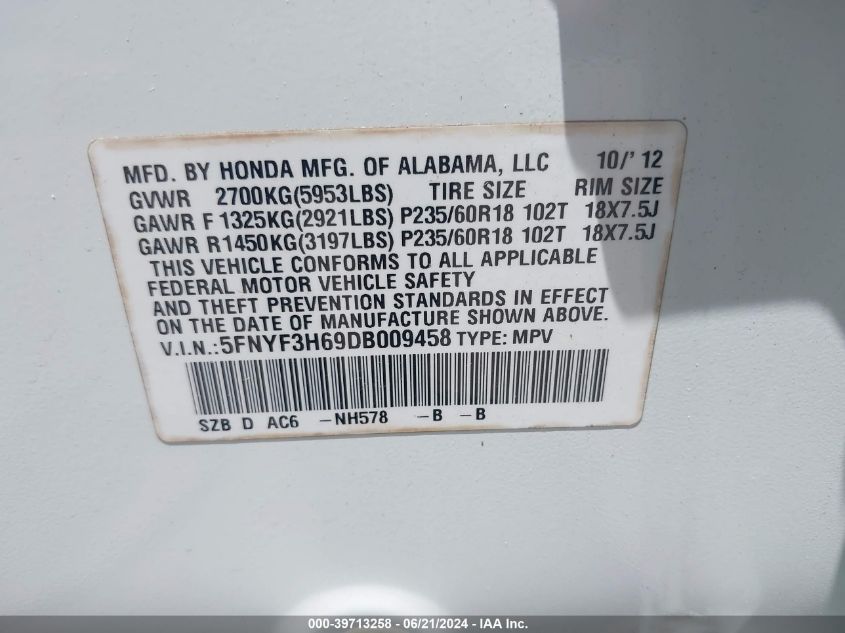 MFD. BY HONDA MFG. OF ALABAMA, LLC 10/' 12
GVWR 2700KG(5953LBS) TIRE SIZE RIM SIZE
GAWR F 1325KG(2921LBS) P235/60R18 102T 18X7.5J
GAWR R1450KG(3197LBS) P235/60R18 102T 18X7.5J
THIS VEHICLE CONFORMS TO ALL APPLICABLE
FEDERAL MOTOR VEHICLE SAFETY
AND THEFT PREVENTION STANDARDS IN EFFECT
ON THE DATE OF MANUFACTURE SHOWN ABOVE.
V.I.N.:5FNYF3H69DB009458 TYPE: MPV
SZB D AC6 –NH578 –B –B
000-39713258 - 06/21/2024 - IAA Inc.